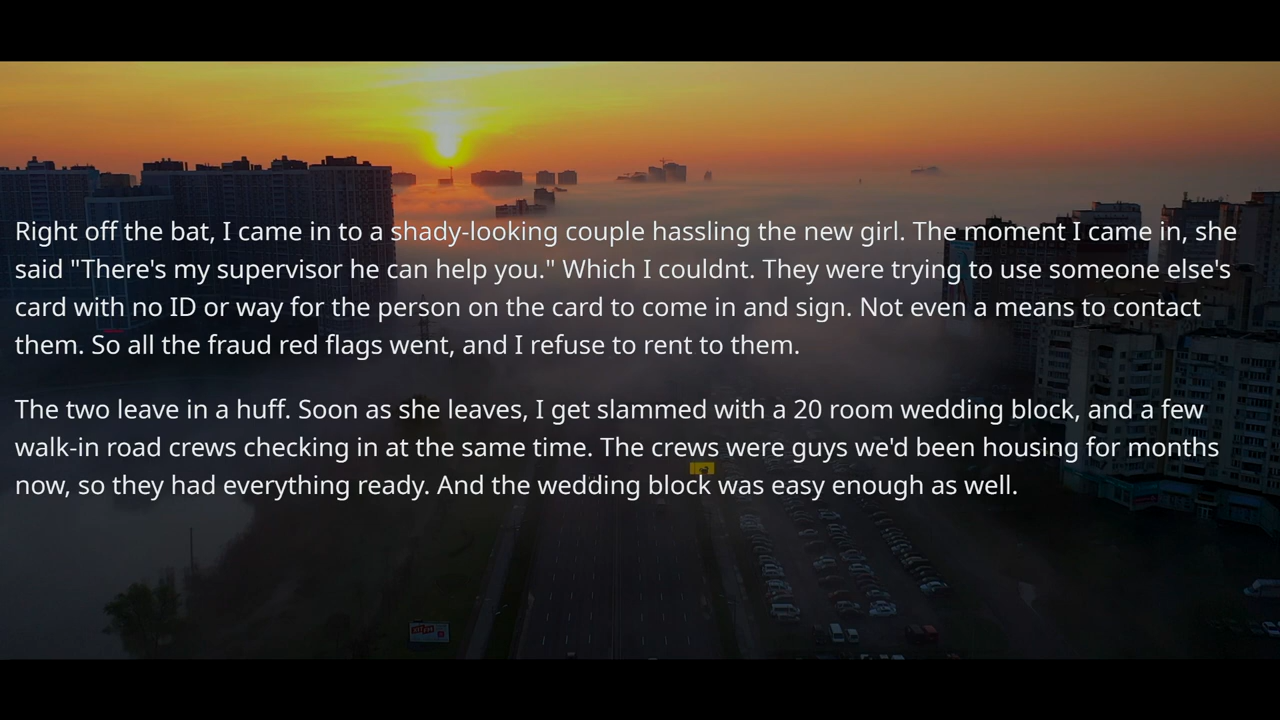 Right off the bat, I came in to a shady-looking couple hassling the new girl. The moment I came in, she
said "There's my supervisor he can help you." Which I couldnt. They were trying to use someone else's
card with no ID or way for the person on the card to come in and sign. Not even a means to contact
them. So all the fraud red flags went, and I refuse to rent to them.
The two leave in a huff. Soon as she leaves, I get slammed with a 20 room wedding block, and a few
walk-in road crews checking in at the same time. The crews were guys we'd been housing for months
now, so they had everything ready. And the wedding block was easy enough as well.